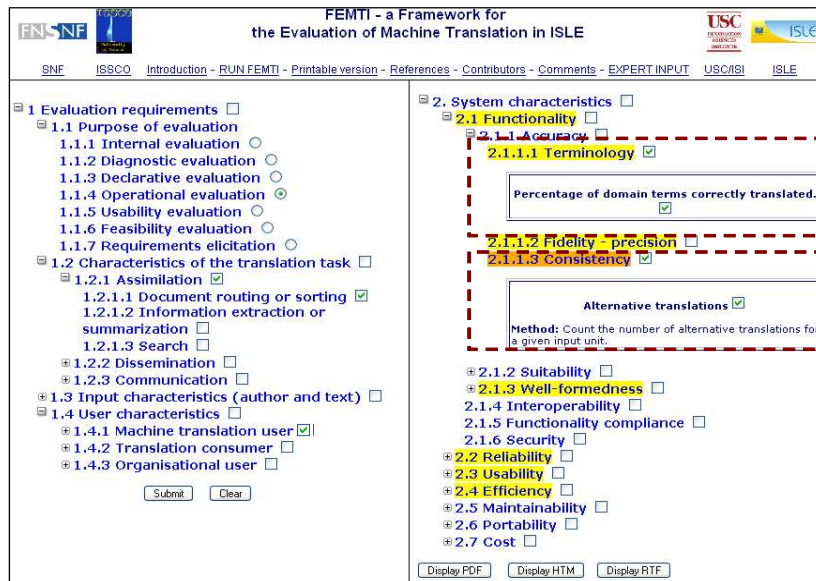 FEMTI - a Framework for
the Evaluation of Machine Translation in ISLE
FNSNF
ISSCO
USC
INFORMATION
SCIENCES
INSTITUTE
ISLE
SNF ISSCO Introduction - RUN FEMTI - Printable version - References - Contributors - Comments - EXPERT INPUT USC/ISI ISLE
1 Evaluation requirements
1.1 Purpose of evaluation
1.1.1 Internal evaluation
1.1.2 Diagnostic evaluation
1.1.3 Declarative evaluation
1.1.4 Operational evaluation
1.1.5 Usability evaluation
1.1.6 Feasibility evaluation
1.1.7 Requirements elicitation
1.2 Characteristics of the translation task
1.2.1 Assimilation
1.2.1.1 Document routing or sorting
1.2.1.2 Information extraction or
summarization
1.2.1.3 Search
1.2.2 Dissemination
1.2.3 Communication
1.3 Input characteristics (author and text)
1.4 User characteristics
1.4.1 Machine translation user
1.4.2 Translation consumer
1.4.3 Organisational user
Submit Clear
2. System characteristics
2.1 Functionality
2.1.1 Accuracy
2.1.1.1 Terminology
Percentage of domain terms correctly translated.
2.1.1.2 Fidelity - precision
2.1.1.3 Consistency
Alternative translations
Method: Count the number of alternative translations for
a given input unit.
2.1.2 Suitability
2.1.3 Well-formedness
2.1.4 Interoperability
2.1.5 Functionality compliance
2.1.6 Security
2.2 Reliability
2.3 Usability
2.4 Efficiency
2.5 Maintainability
2.6 Portability
2.7 Cost
Display PDF Display HTM Display RTF